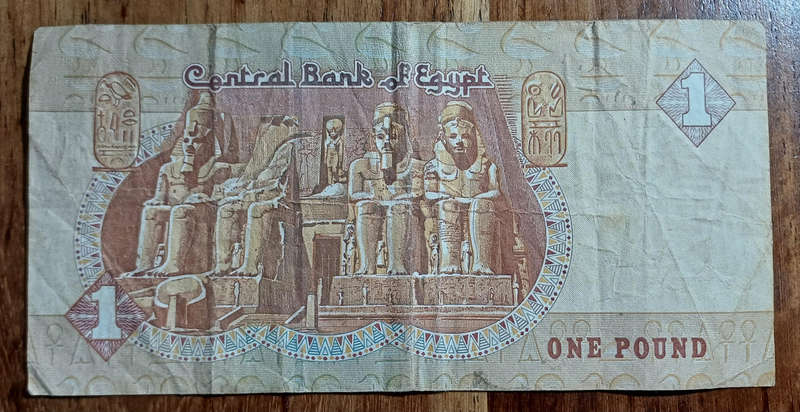 Central Bank of Egypt
1
1
ONE POUND